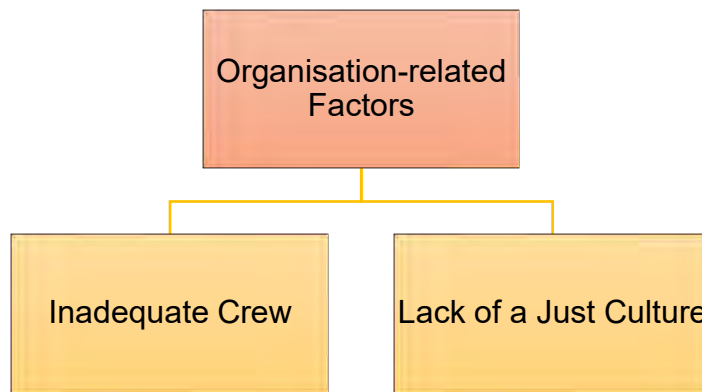 Organisation-related
Factors
Inadequate Crew
Lack of a Just Culture